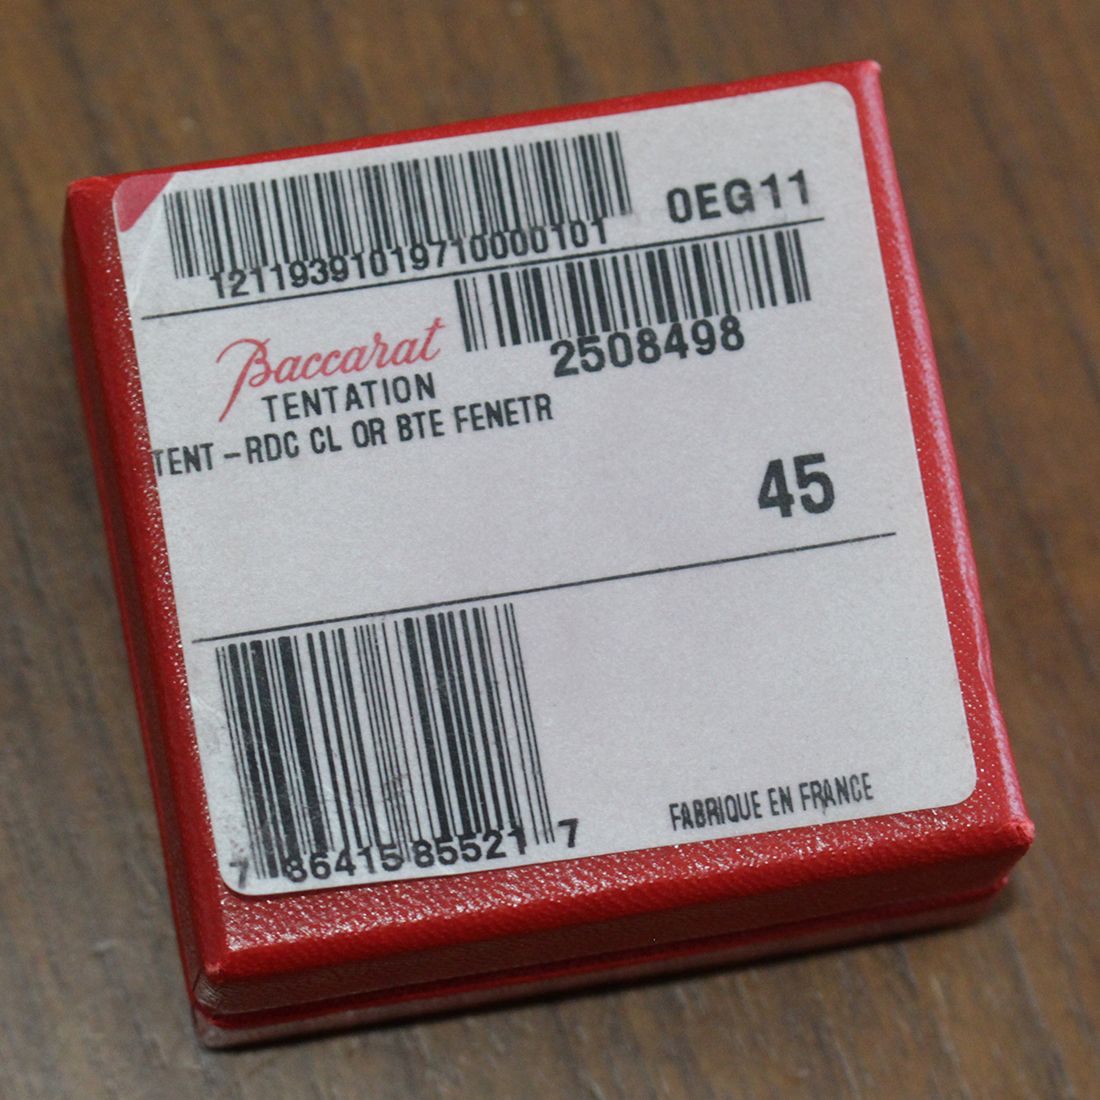 12119391019710000101
0EG11
2508498
Baccarat
TENTATION
TENT -RDC CL OR BTE FENETR
45
7 86415 85521 7
FABRIQUE EN FRANCE